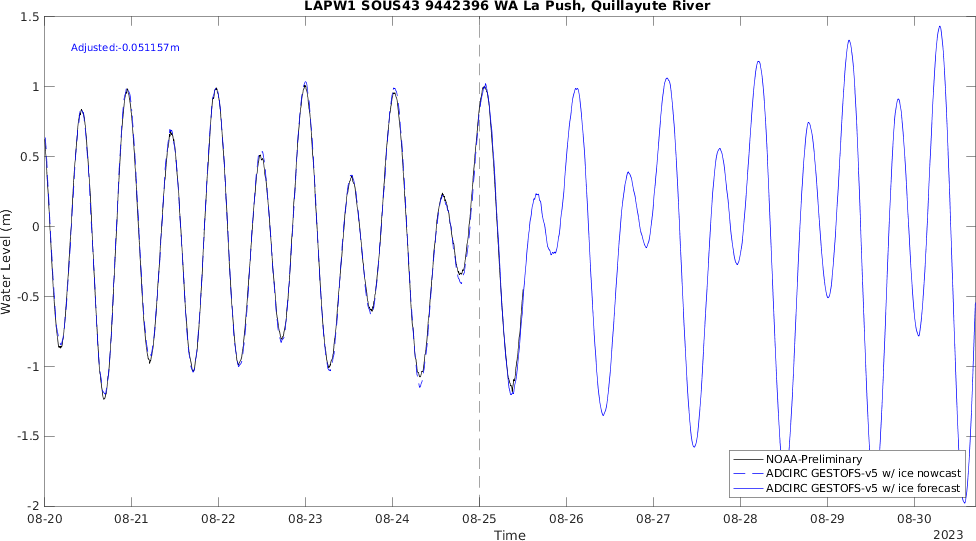 LAPW1 SOUS43 9442396 WA La Push, Quillayute River
Adjusted:-0.051157m
Water Level (m)
1.5
1
0.5
0
-0.5
-1
-1.5
-2
NOAA-Preliminary
ADCIRC GESTOFS-v5 w/ ice nowcast
ADCIRC GESTOFS-v5 w/ ice forecast
08-20 08-21 08-22 08-23 08-24 08-25 08-26 08-27 08-28 08-29 08-30
Time
2023